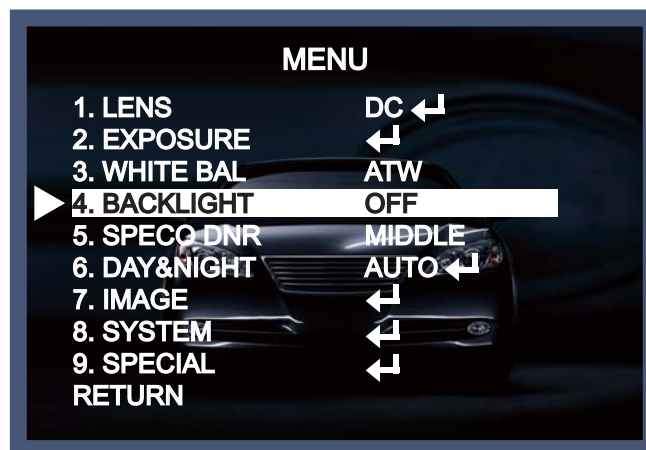 MENU
1. LENS DC
2. EXPOSURE
3. WHITE BAL ATW
4. BACKLIGHT OFF
5. SPECO DNR MIDDLE
6. DAY&NIGHT AUTO
7. IMAGE
8. SYSTEM
9. SPECIAL
RETURN